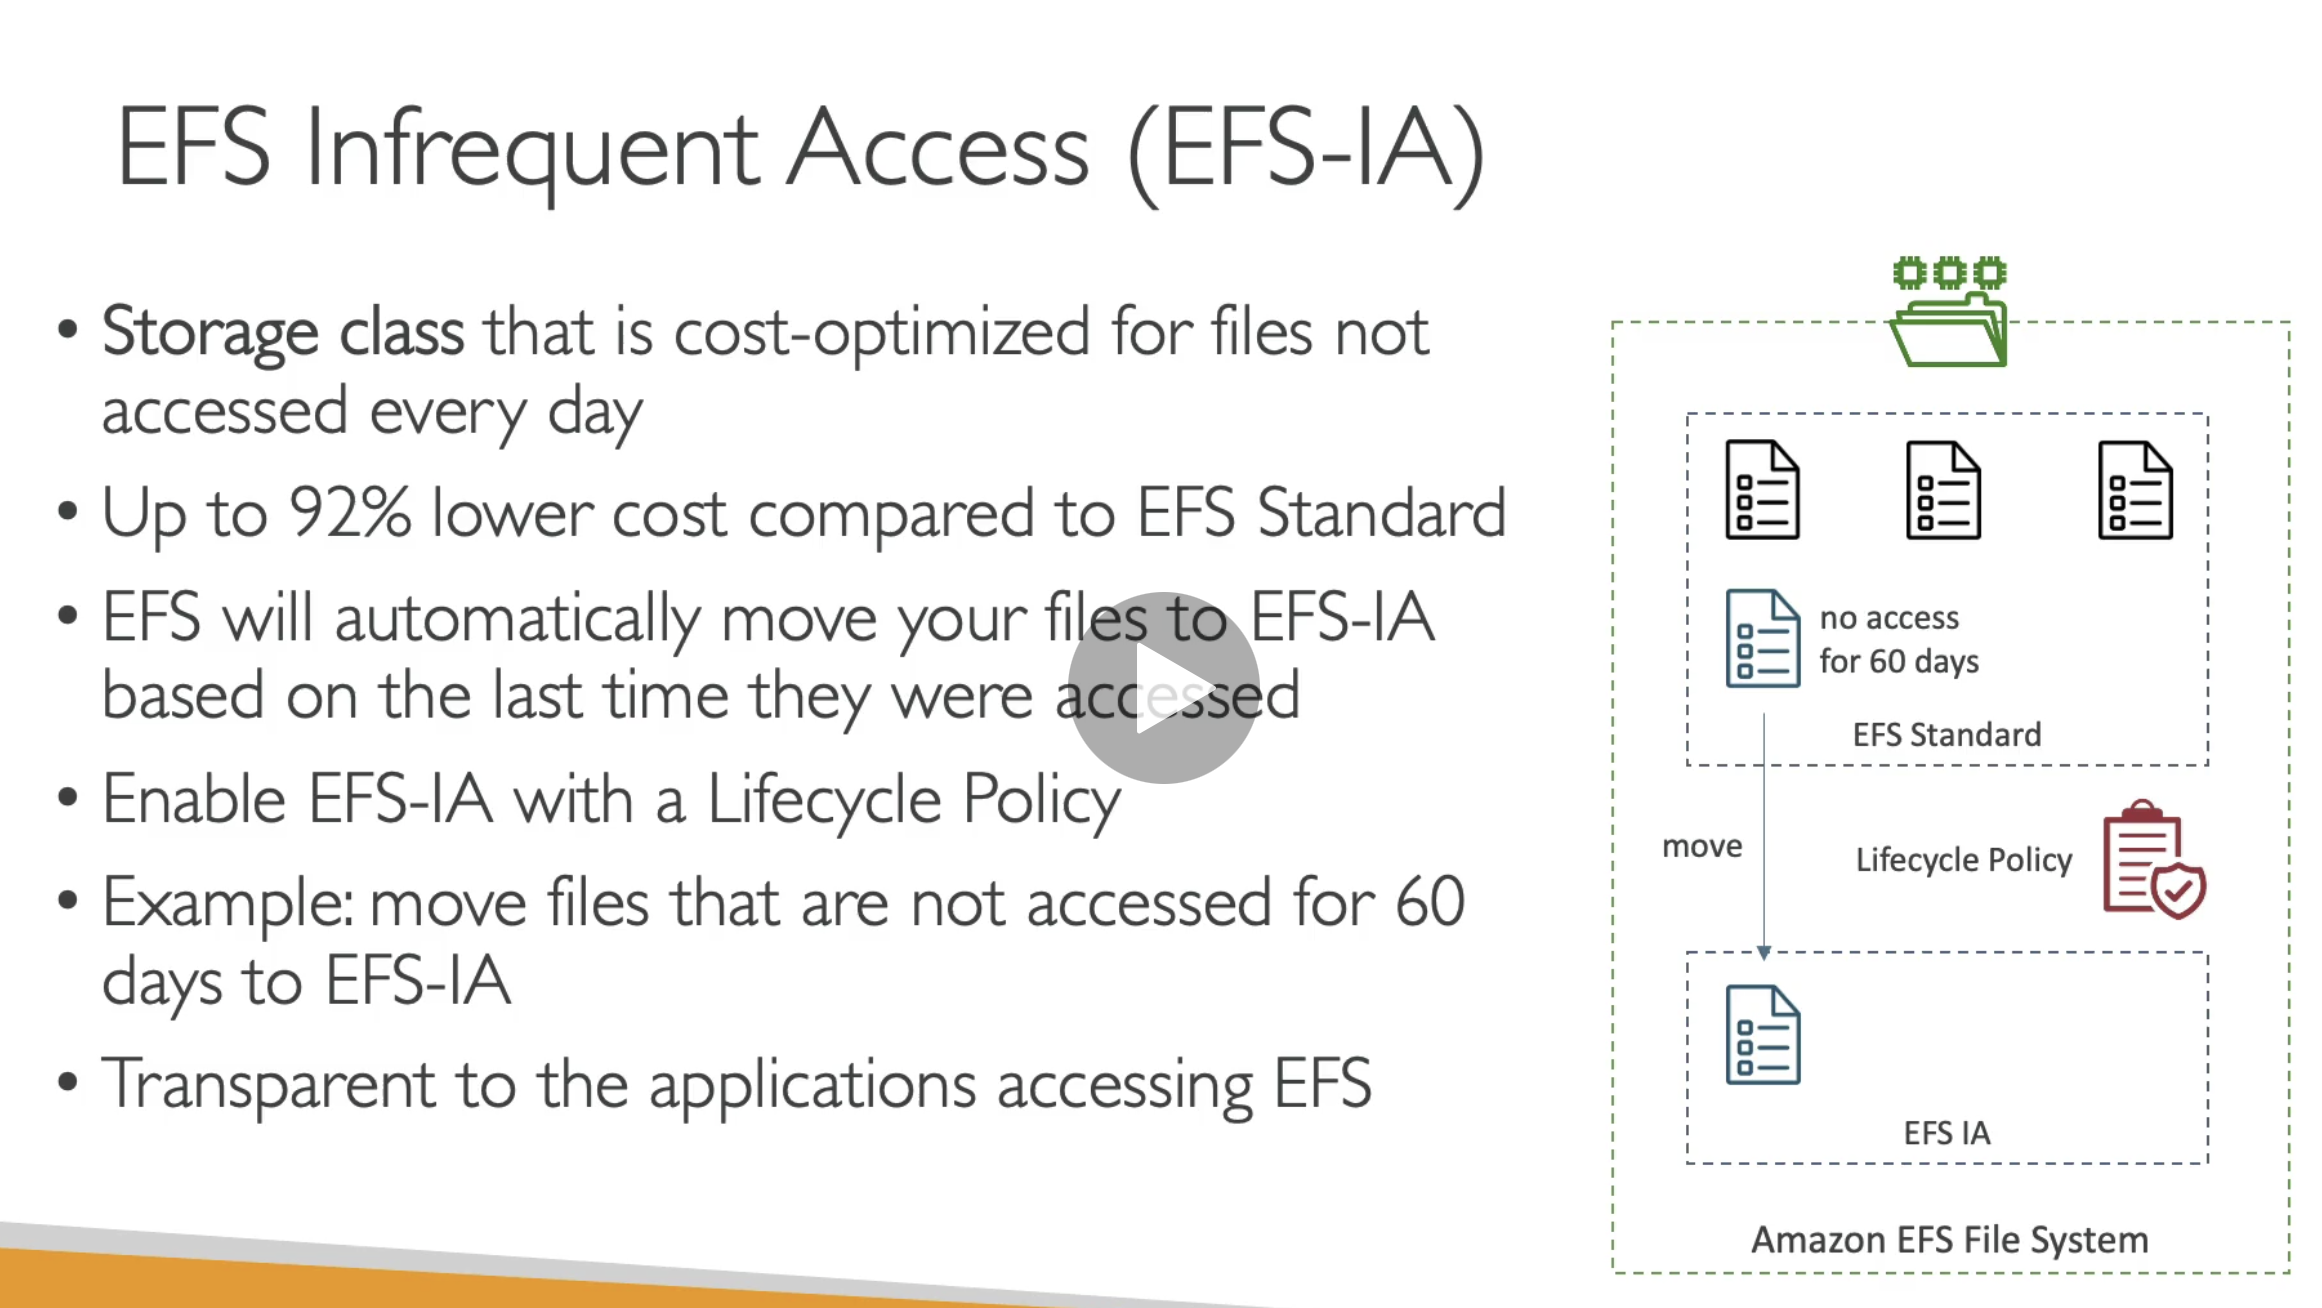 EFS Infrequent Access (EFS-IA)
• Storage class that is cost-optimized for files not
accessed every day
• Up to 92% lower cost compared to EFS Standard
• EFS will automatically move your files to EFS-IA
based on the last time they were accessed
• Enable EFS-IA with a Lifecycle Policy
• Example: move files that are not accessed for 60
days to EFS-IA
• Transparent to the applications accessing EFS
no access
for 60 days
EFS Standard
move
Lifecycle Policy
EFS IA
Amazon EFS File System